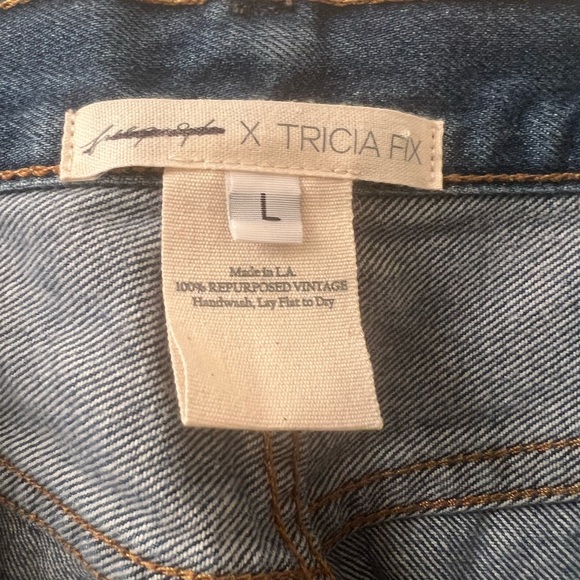 X TRICIA FIX
L
Made in L.A.
100% REPURPOSED VINTAGE
Handwash, Lay Flat to Dry